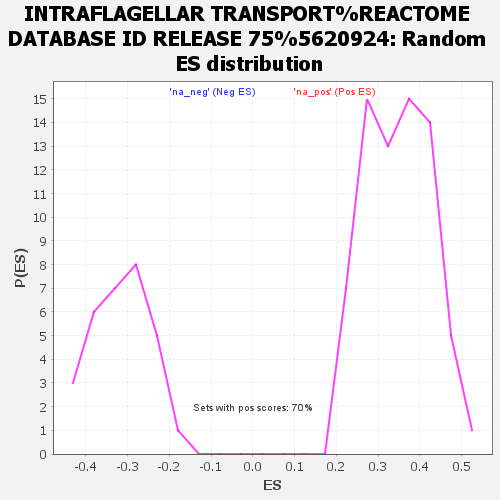 INTRAFLAGELLAR TRANSPORT%REACTOME
DATABASE ID RELEASE 75%5620924: Random
ES distribution
'na_neg' (Neg ES) 'na_pos' (Pos ES)
15
14
13
12
11
10
9
8
7
6
5
4
3
2
1
0
P(ES)
Sets with pos scores: 70%
-0.4 -0.3 -0.2 -0.1 0.0 0.1 0.2 0.3 0.4 0.5
ES